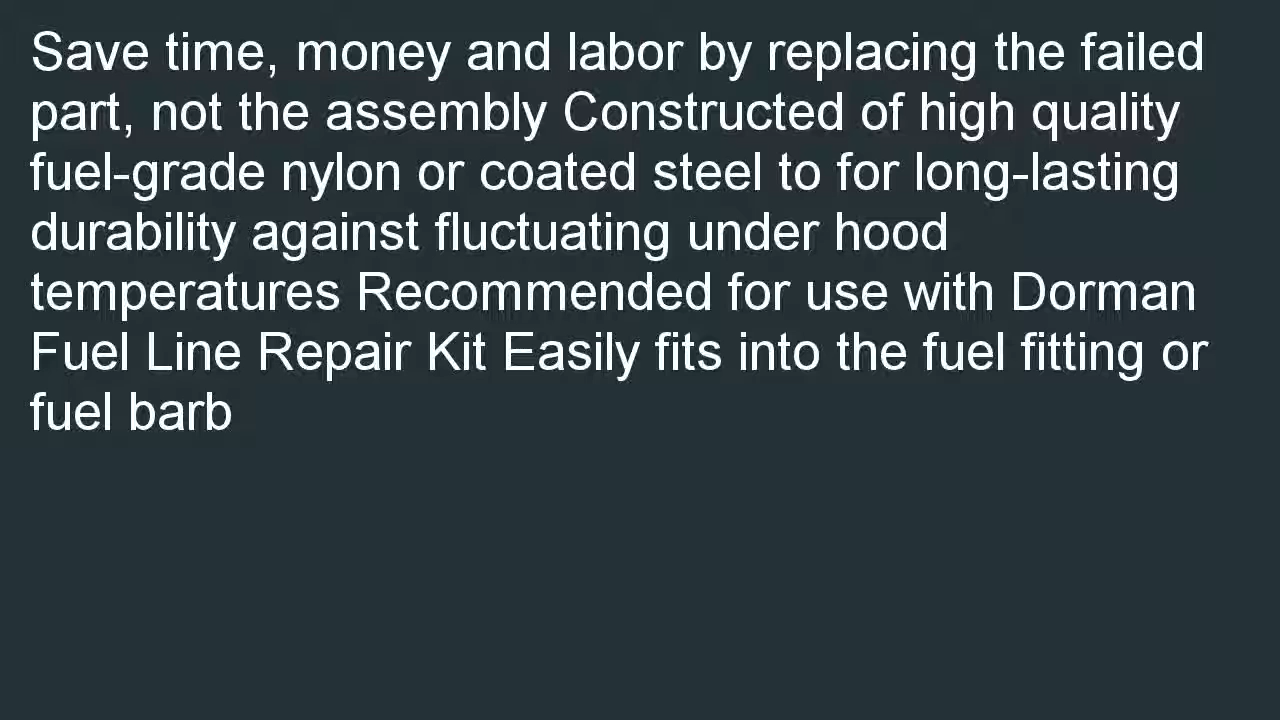 Save time, money and labor by replacing the failed
part, not the assembly Constructed of high quality
fuel-grade nylon or coated steel to for long-lasting
durability against fluctuating under hood
temperatures Recommended for use with Dorman
Fuel Line Repair Kit Easily fits into the fuel fitting or
fuel barb